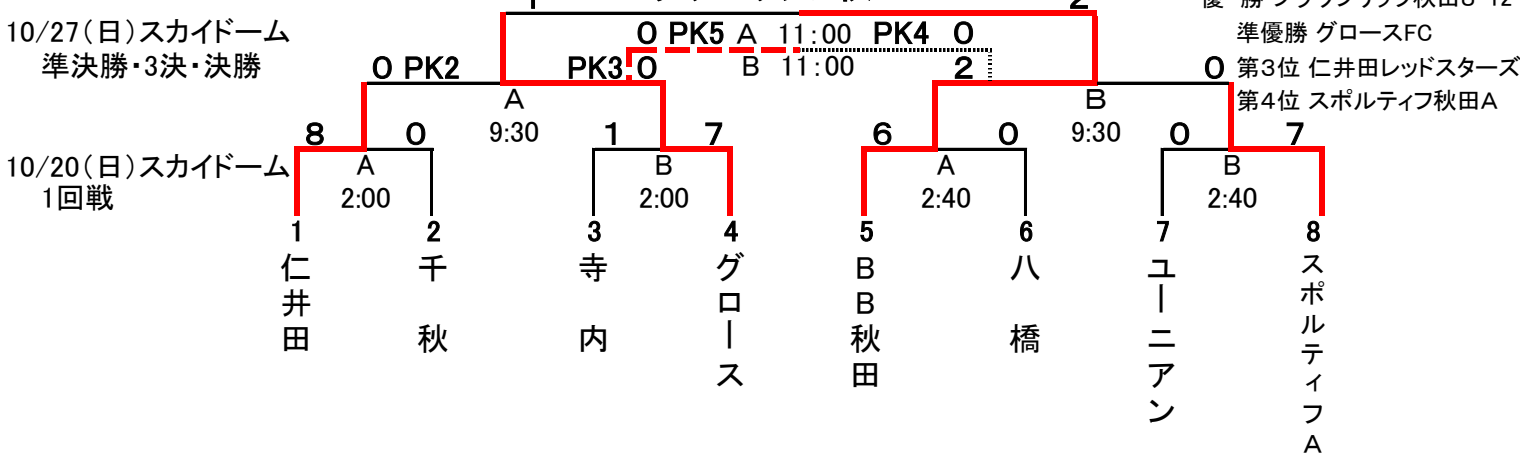 2
10/27(日)スカイドーム
準決勝・3決・決勝
0 PK5 A 11:00 PK4 0
準優勝 グロースFC
0 PK2 PK3 0 B 11:00 2 0
第3位 仁井田レッドスターズ
A B
第4位 スポルティフ秋田A
8 0 9:30 1 7 6 0 9:30 0 7
10/20(日)スカイドーム
1回戦
A B A B
2:00 2:00 2:40 2:40
1 2 3 4 5 6 7 8
仁井田
千秋
寺内
グロース
BB秋田
八橋
ユーニアン
スポルティフA